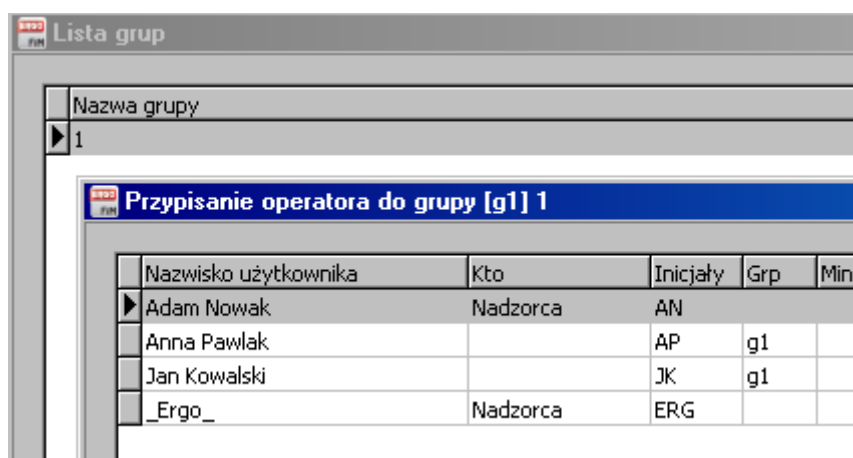 Lista grup
Nazwa grupy
1
Przypisanie operatora do grupy [g1] 1
Nazwisko użytkownika Kto Inicjały Grp Min
Adam Nowak Nadzorca AN
Anna Pawlak AP g1
Jan Kowalski JK g1
_Ergo_ Nadzorca ERG